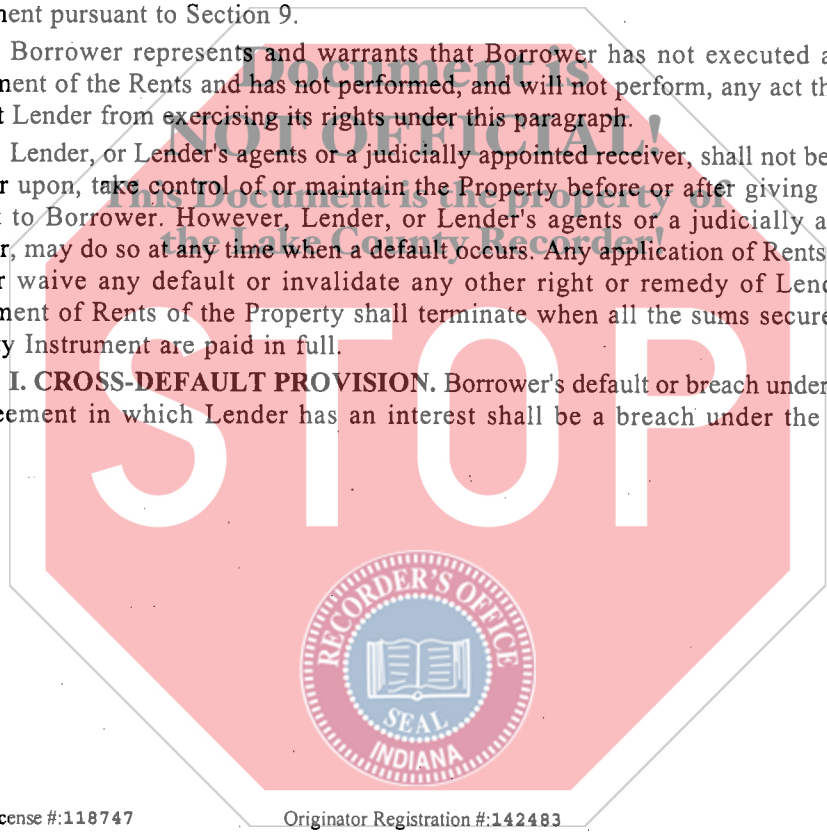 nent pursuant to Section 9.
Borrower represents and warrants that Borrower has not executed a
nent of the Rents and has not performed, and will not perform, any act th
t Lender from exercising its rights under this paragraph.
Lender, or Lender's agents or a judicially appointed receiver, shall not be
r upon, take control of or maintain the Property before or after giving
t to Borrower. However, Lender, or Lender's agents or a judicially a
r, may do so at any time when a default occurs. Any application of Rents
r waive any default or invalidate any other right or remedy of Lend
nent of Rents of the Property shall terminate when all the sums secure
y Instrument are paid in full.
I. CROSS-DEFAULT PROVISION. Borrower's default or breach under
eement in which Lender has an interest shall be a breach under the
Document is
NOT OFFICIAL!
This Document is the property of
the Lake County Recorder!
STOP
RECORDER'S OFFICE
SEAL
INDIANA
cense #:118747 Originator Registration #:142483